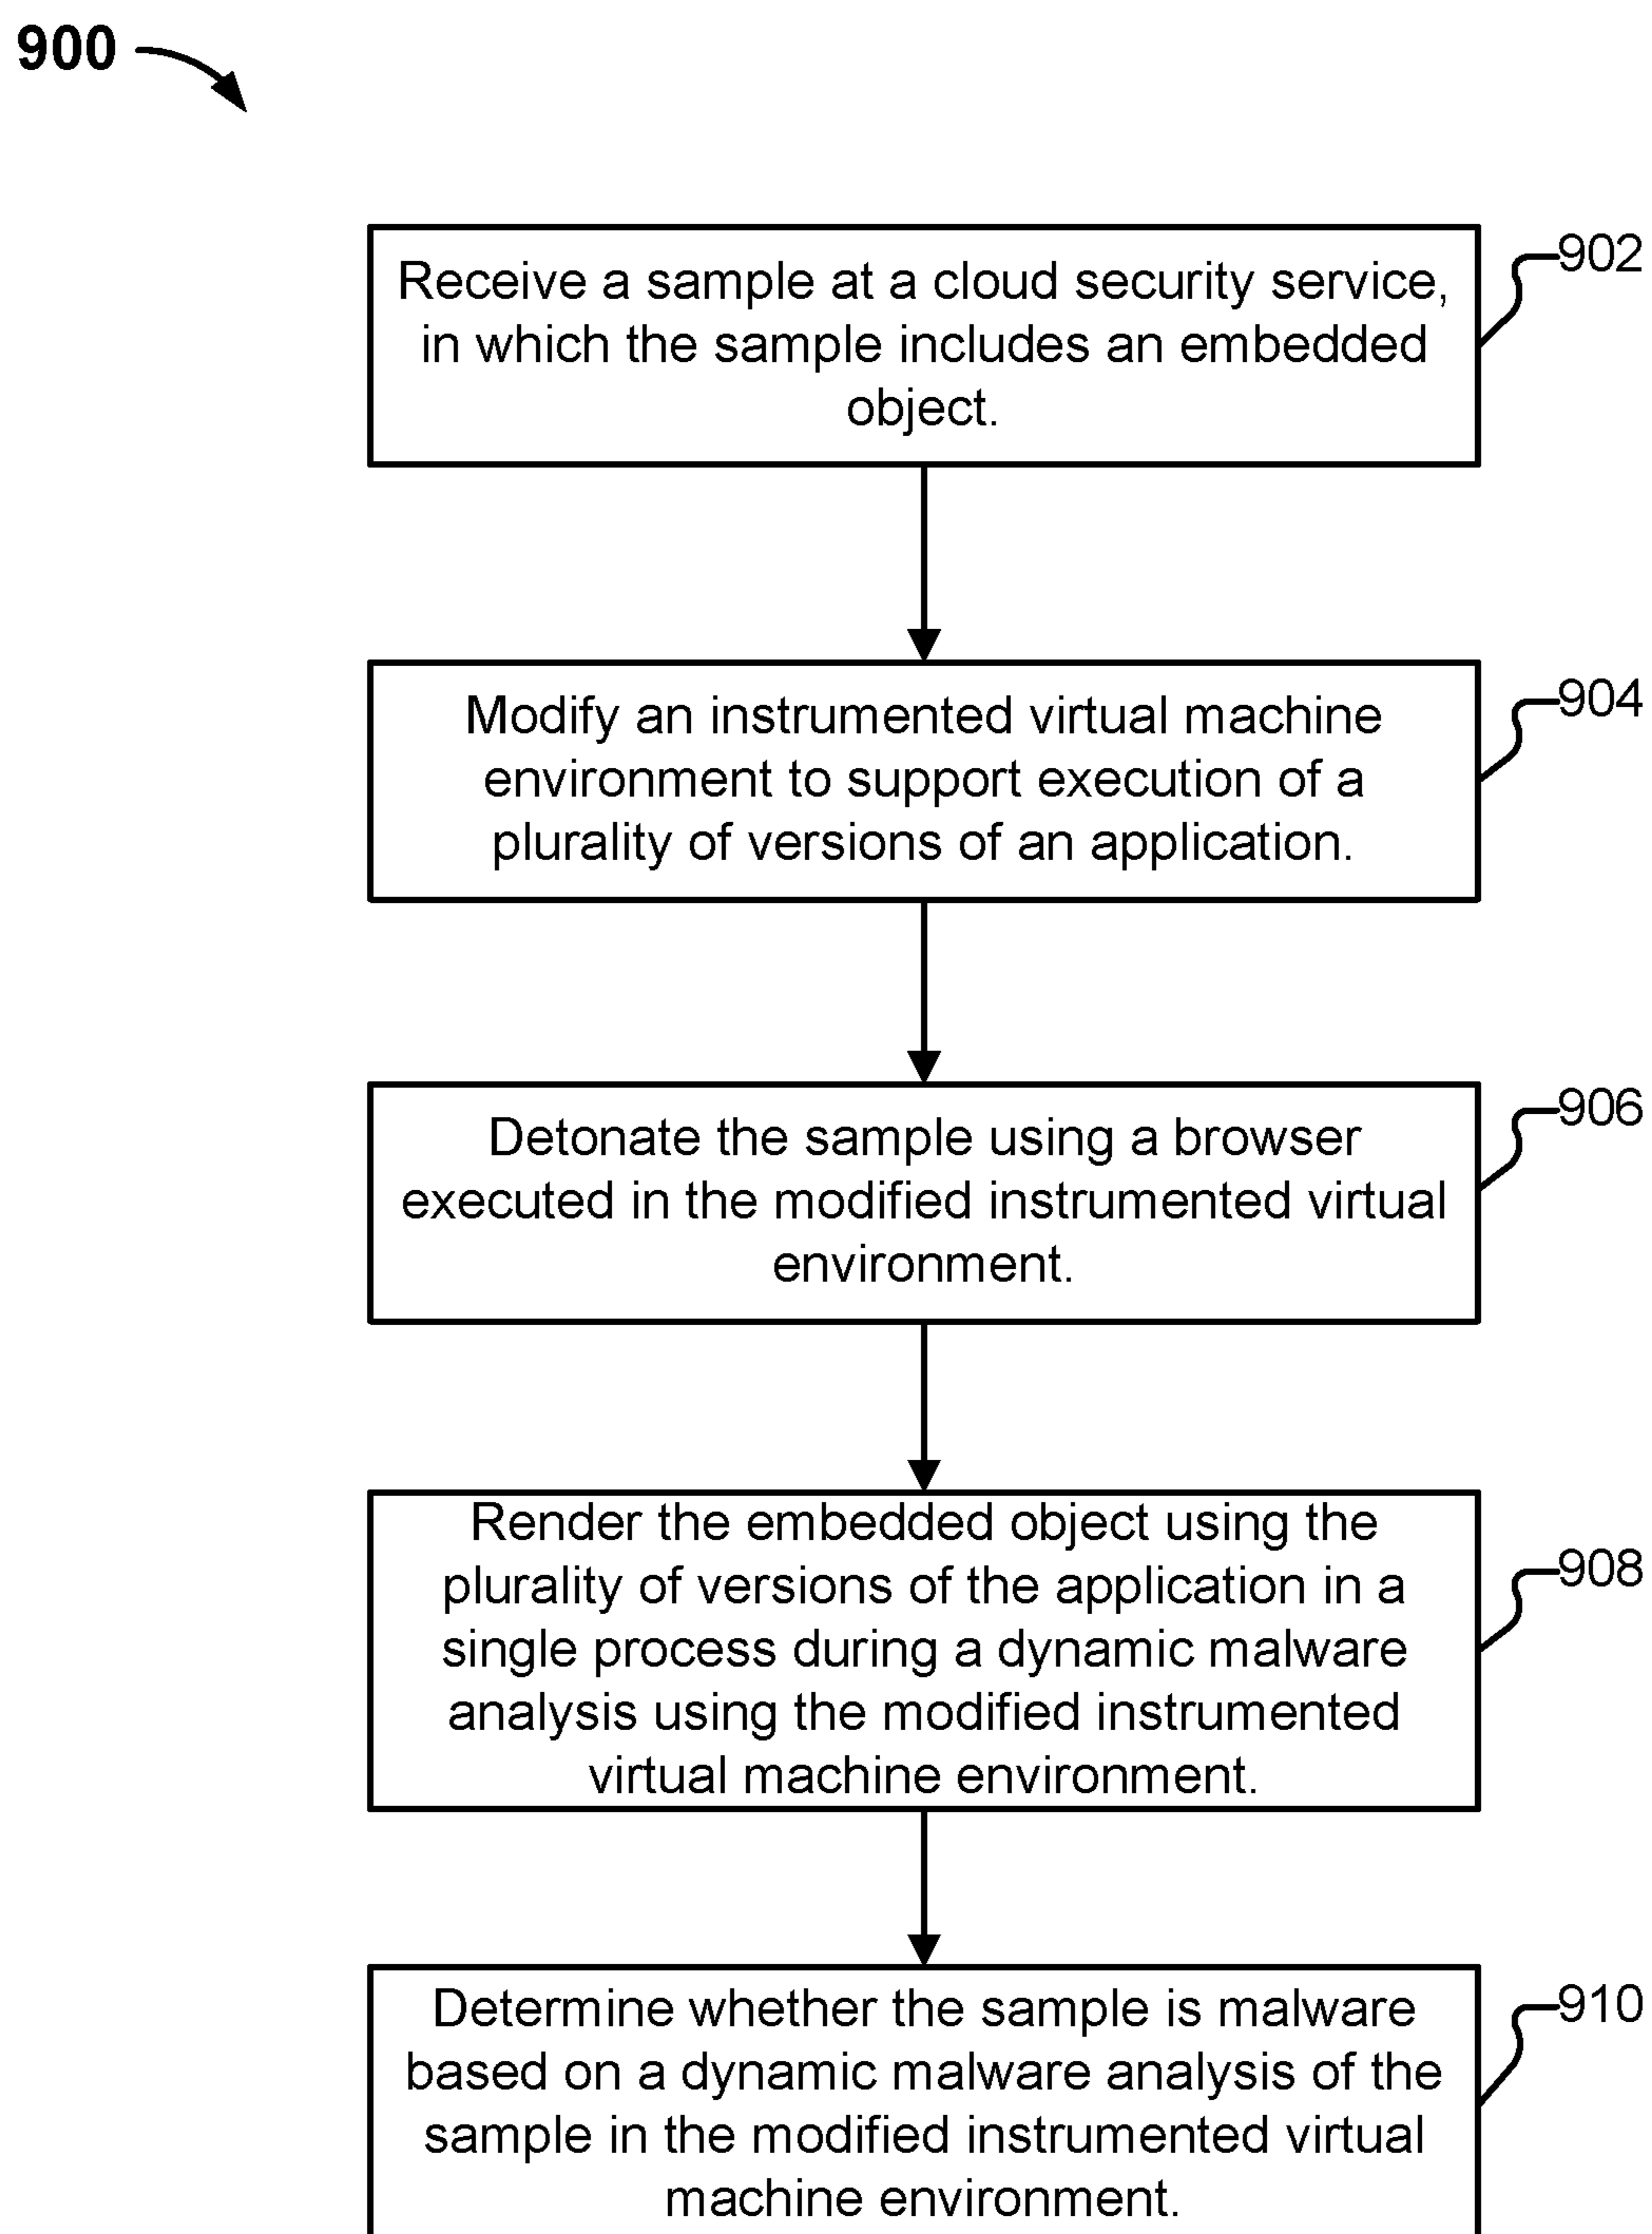 900
Receive a sample at a cloud security service,
in which the sample includes an embedded
object.
902
Modify an instrumented virtual machine
environment to support execution of a
plurality of versions of an application.
904
Detonate the sample using a browser
executed in the modified instrumented virtual
environment.
906
Render the embedded object using the
plurality of versions of the application in a
single process during a dynamic malware
analysis using the modified instrumented
virtual machine environment.
908
Determine whether the sample is malware
based on a dynamic malware analysis of the
sample in the modified instrumented virtual
machine environment.
910